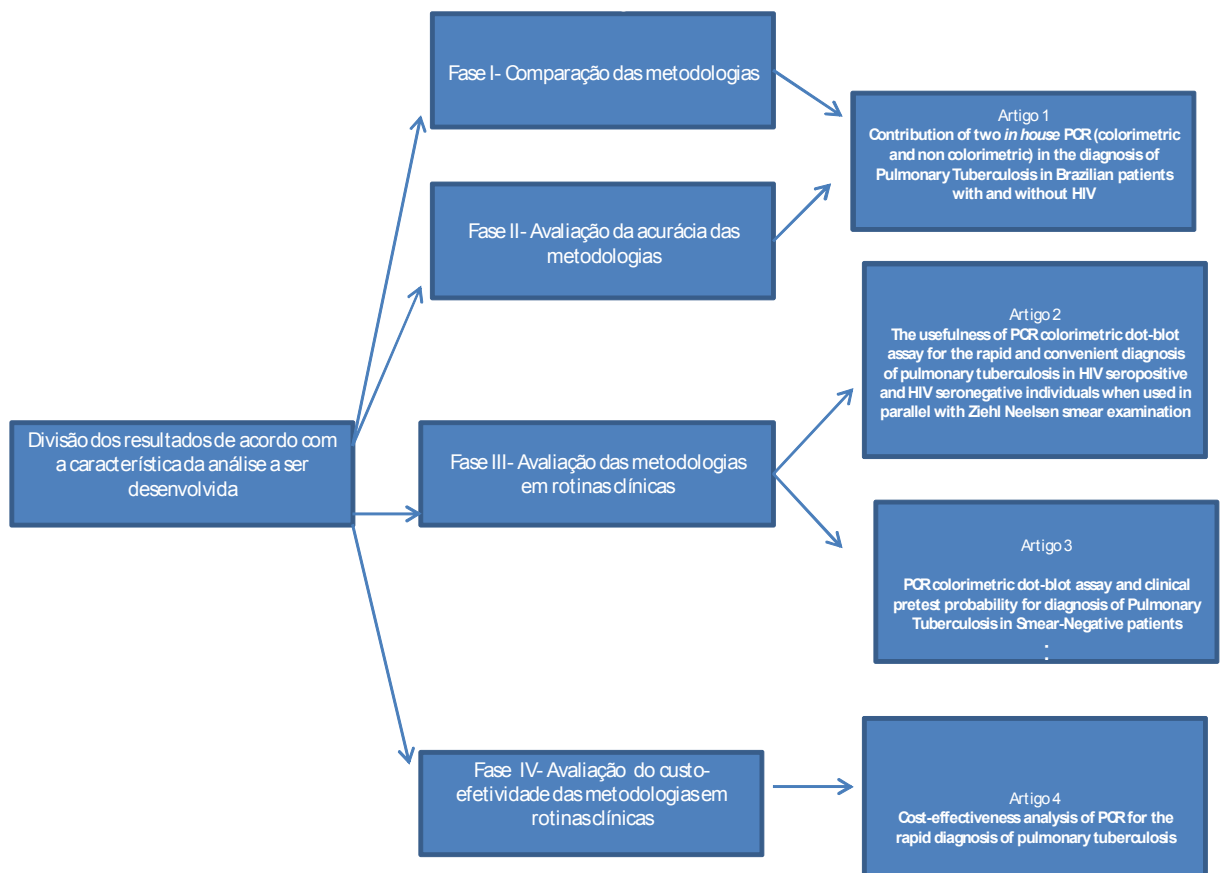 Fase I- Comparação das metodologias
Artigo 1
Contribution of two in house PCR (colorimetric
and non colorimetric) in the diagnosis of
Pulmonary Tuberculosis in Brazilian patients
with and without HIV
Fase II- Avaliação da acurácia das
metodologias
Artigo 2
The usefulness of PCR colorimetric dot-blot
assay for the rapid and convenient diagnosis
of pulmonary tuberculosis in HIV seropositive
and HIV seronegative individuals when used in
parallel with Ziehl Neelsen smear examination
Divisão dos resultados de acordo com
a característica da análise a ser
desenvolvida
Fase III- Avaliação das metodologias
em rotinas clínicas
Artigo 3
PCR colorimetric dot-blot assay and clinical
pretest probability for diagnosis of Pulmonary
Tuberculosis in Smear-Negative patients
:
Fase IV- Avaliação do custo-
efetividade das metodologias em
rotinas clínicas
Artigo 4
Cost-effectiveness analysis of PCR for the
rapid diagnosis of pulmonary tuberculosis